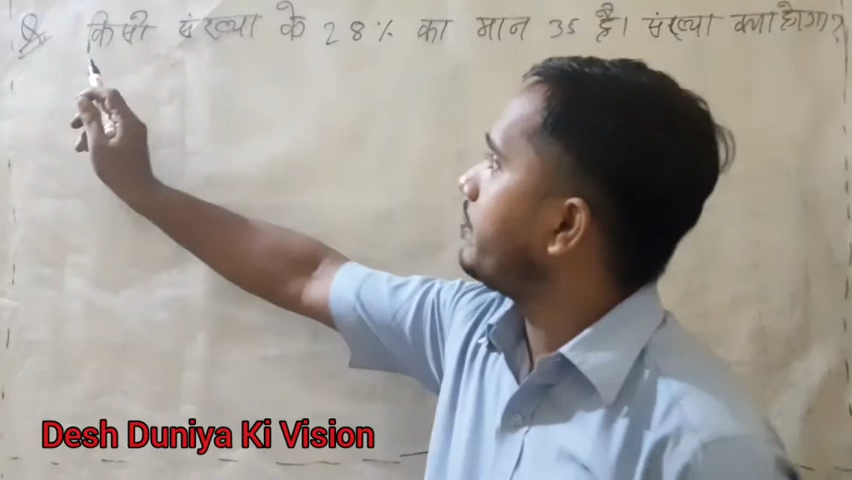 Q. किसी संख्या के 28% का मान 35 है। संख्या क्या होगा?
Desh Duniya Ki Vision